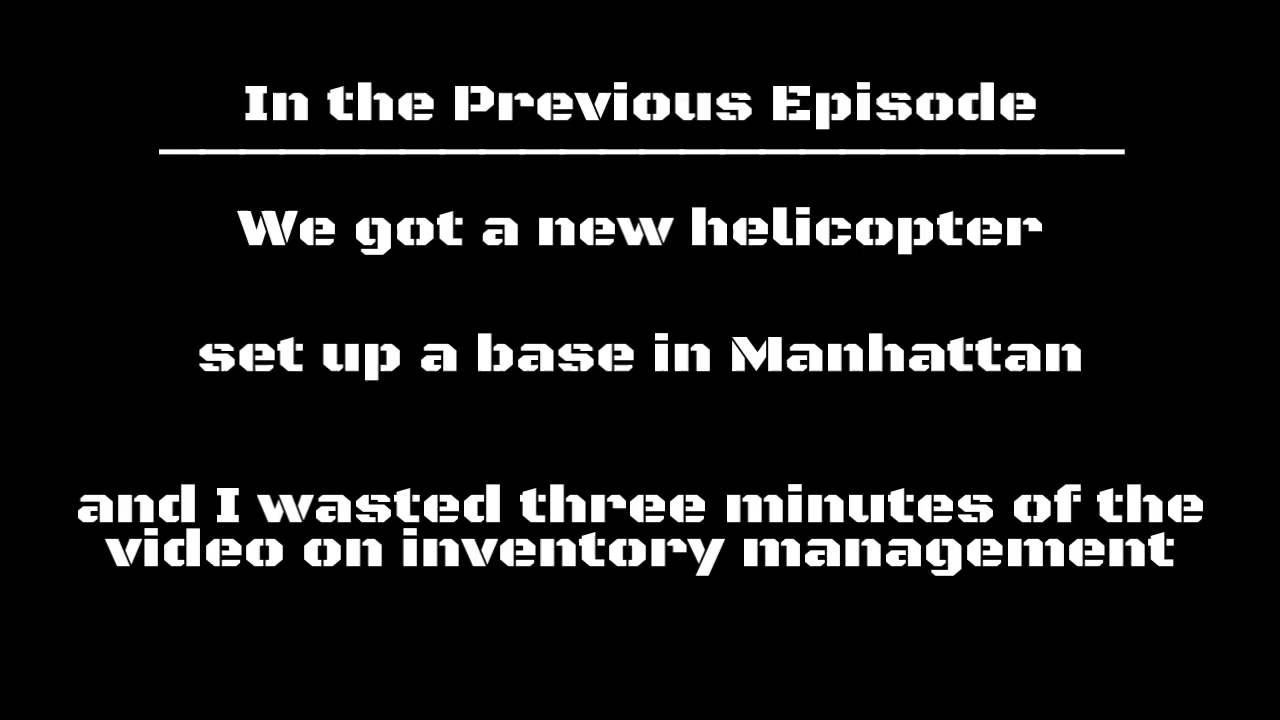 In the Previous Episode
We got a new helicopter
set up a base in Manhattan
and I wasted three minutes of the
video on inventory management